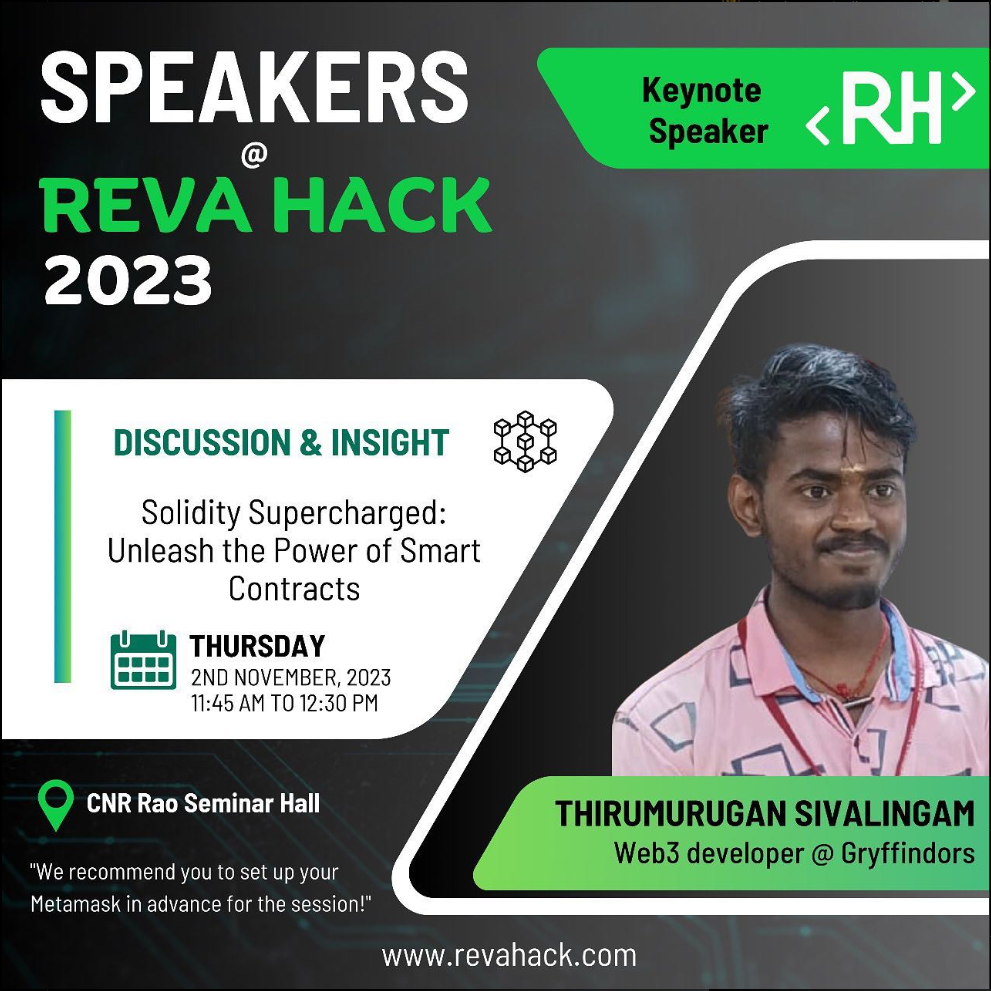 SPEAKERS
@
REVA HACK
2023
Keynote
Speaker
<RH>
DISCUSSION & INSIGHT
Solidity Supercharged:
Unleash the Power of Smart
Contracts
THURSDAY
2ND NOVEMBER, 2023
11:45 AM TO 12:30 PM
CNR Rao Seminar Hall
"We recommend you to set up your
Metamask in advance for the session!"
THIRUMURUGAN SIVALINGAM
Web3 developer @ Gryffindors
www.revahack.com